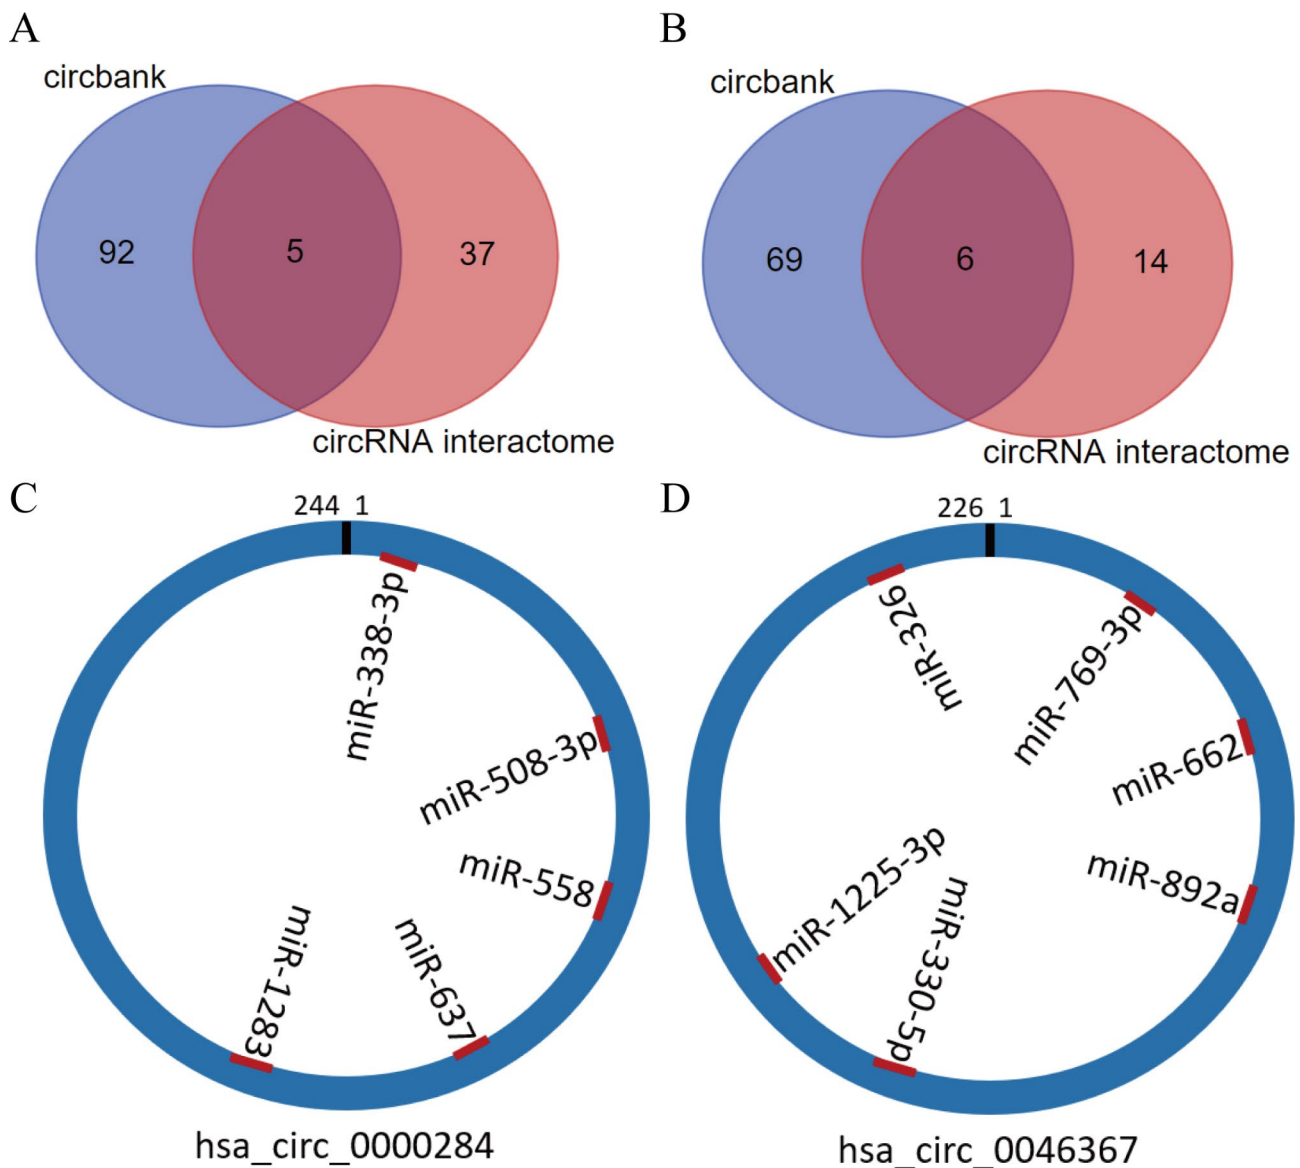 A
circbank
92
5
37
circRNA interactome
B
circbank
69
6
14
circRNA interactome
C
244 1
miR-338-3p
miR-508-3p
miR-558
miR-637
miR-1283
hsa_circ_0000284
D
226 1
miR-326
miR-769-3p
miR-662
miR-892a
miR-1225-3p
miR-330-5p
hsa_circ_0046367